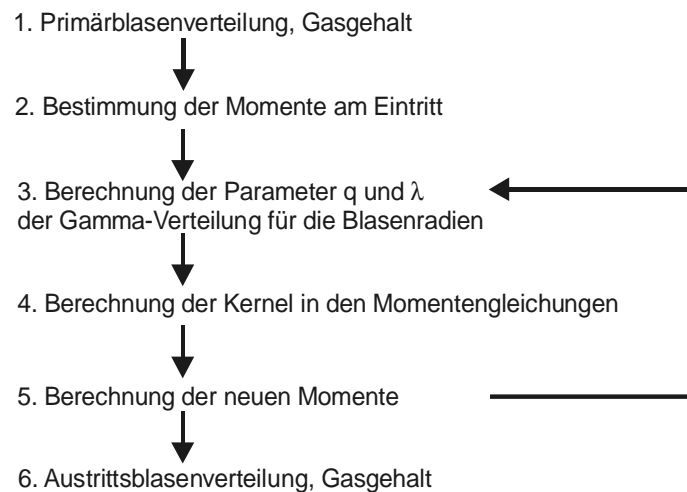 1. Primärblasenverteilung, Gasgehalt
2. Bestimmung der Momente am Eintritt
3. Berechnung der Parameter q und λ
der Gamma-Verteilung für die Blasenradien
4. Berechnung der Kernel in den Momentengleichungen
5. Berechnung der neuen Momente
6. Austrittsblasenverteilung, Gasgehalt